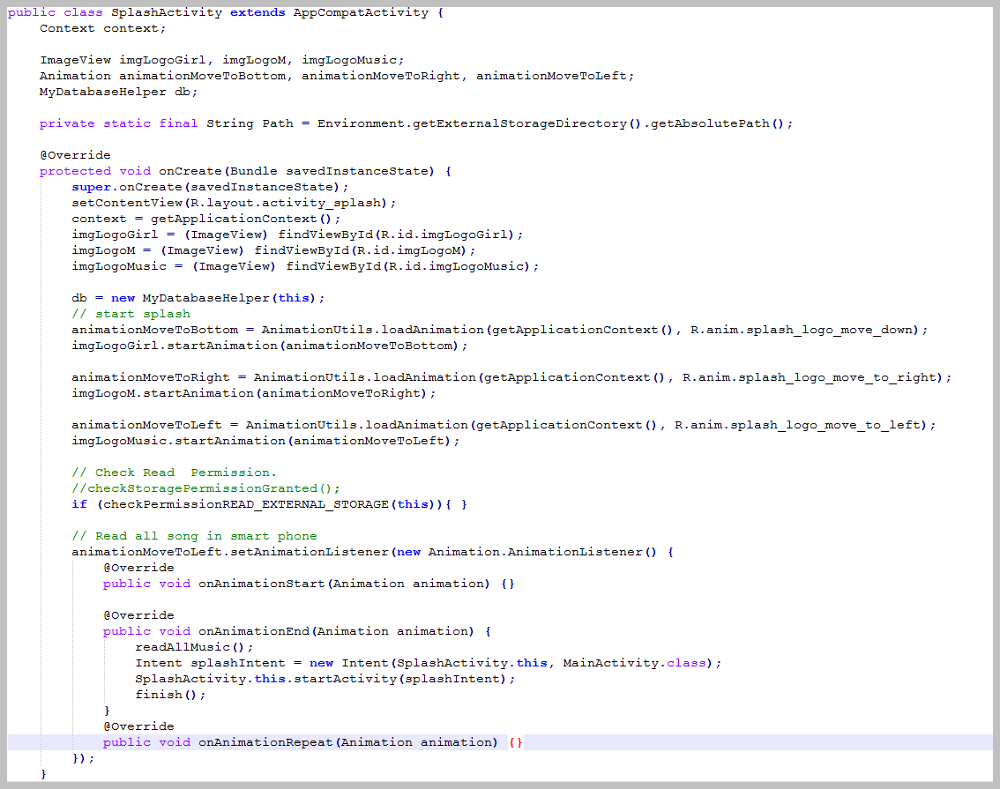 public class SplashActivity extends AppCompatActivity {
    Context context;

    ImageView imgLogoGirl, imgLogoM, imgLogoMusic;
    Animation animationMoveToBottom, animationMoveToRight, animationMoveToLeft;
    MyDatabaseHelper db;

    private static final String Path = Environment.getExternalStorageDirectory().getAbsolutePath();

    @Override
    protected void onCreate(Bundle savedInstanceState) {
        super.onCreate(savedInstanceState);
        setContentView(R.layout.activity_splash);
        context = getApplicationContext();
        imgLogoGirl = (ImageView) findViewById(R.id.imgLogoGirl);
        imgLogoM = (ImageView) findViewById(R.id.imgLogoM);
        imgLogoMusic = (ImageView) findViewById(R.id.imgLogoMusic);

        db = new MyDatabaseHelper(this);
        // start splash
        animationMoveToBottom = AnimationUtils.loadAnimation(getApplicationContext(), R.anim.splash_logo_move_down);
        imgLogoGirl.startAnimation(animationMoveToBottom);

        animationMoveToRight = AnimationUtils.loadAnimation(getApplicationContext(), R.anim.splash_logo_move_to_right);
        imgLogoM.startAnimation(animationMoveToRight);

        animationMoveToLeft = AnimationUtils.loadAnimation(getApplicationContext(), R.anim.splash_logo_move_to_left);
        imgLogoMusic.startAnimation(animationMoveToLeft);

        // Check Read  Permission.
        //checkStoragePermissionGranted();
        if (checkPermissionREAD_EXTERNAL_STORAGE(this)){ }

        // Read all song in smart phone
        animationMoveToLeft.setAnimationListener(new Animation.AnimationListener() {
            @Override
            public void onAnimationStart(Animation animation) {}

            @Override
            public void onAnimationEnd(Animation animation) {
                readAllMusic();
                Intent splashIntent = new Intent(SplashActivity.this, MainActivity.class);
                SplashActivity.this.startActivity(splashIntent);
                finish();
            }
            @Override
            public void onAnimationRepeat(Animation animation) {}
        });
    }